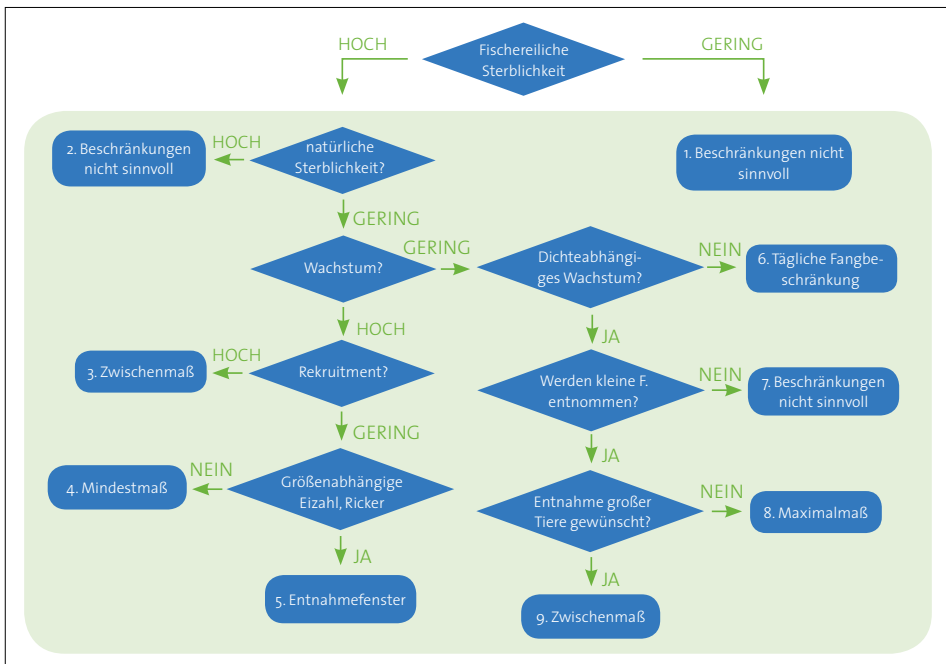 HOCH
Fischereiliche
Sterblichkeit
GERING
2. Beschränkungen
nicht sinnvoll
HOCH
natürliche
Sterblichkeit?
1. Beschränkungen nicht
sinnvoll
GERING
Wachstum?
GERING
Dichteabhängi-
ges Wachstum?
NEIN
6. Tägliche Fangbe-
schränkung
HOCH
JA
3. Zwischenmaß
HOCH
Rekruitment?
Werden kleine F.
entnommen?
NEIN
7. Beschränkungen
nicht sinnvoll
GERING
JA
4. Mindestmaß
NEIN
Größenabhängige
Eizahl, Ricker
Entnahme großer
Tiere gewünscht?
NEIN
8. Maximalmaß
JA
JA
5. Entnahmefenster
9. Zwischenmaß